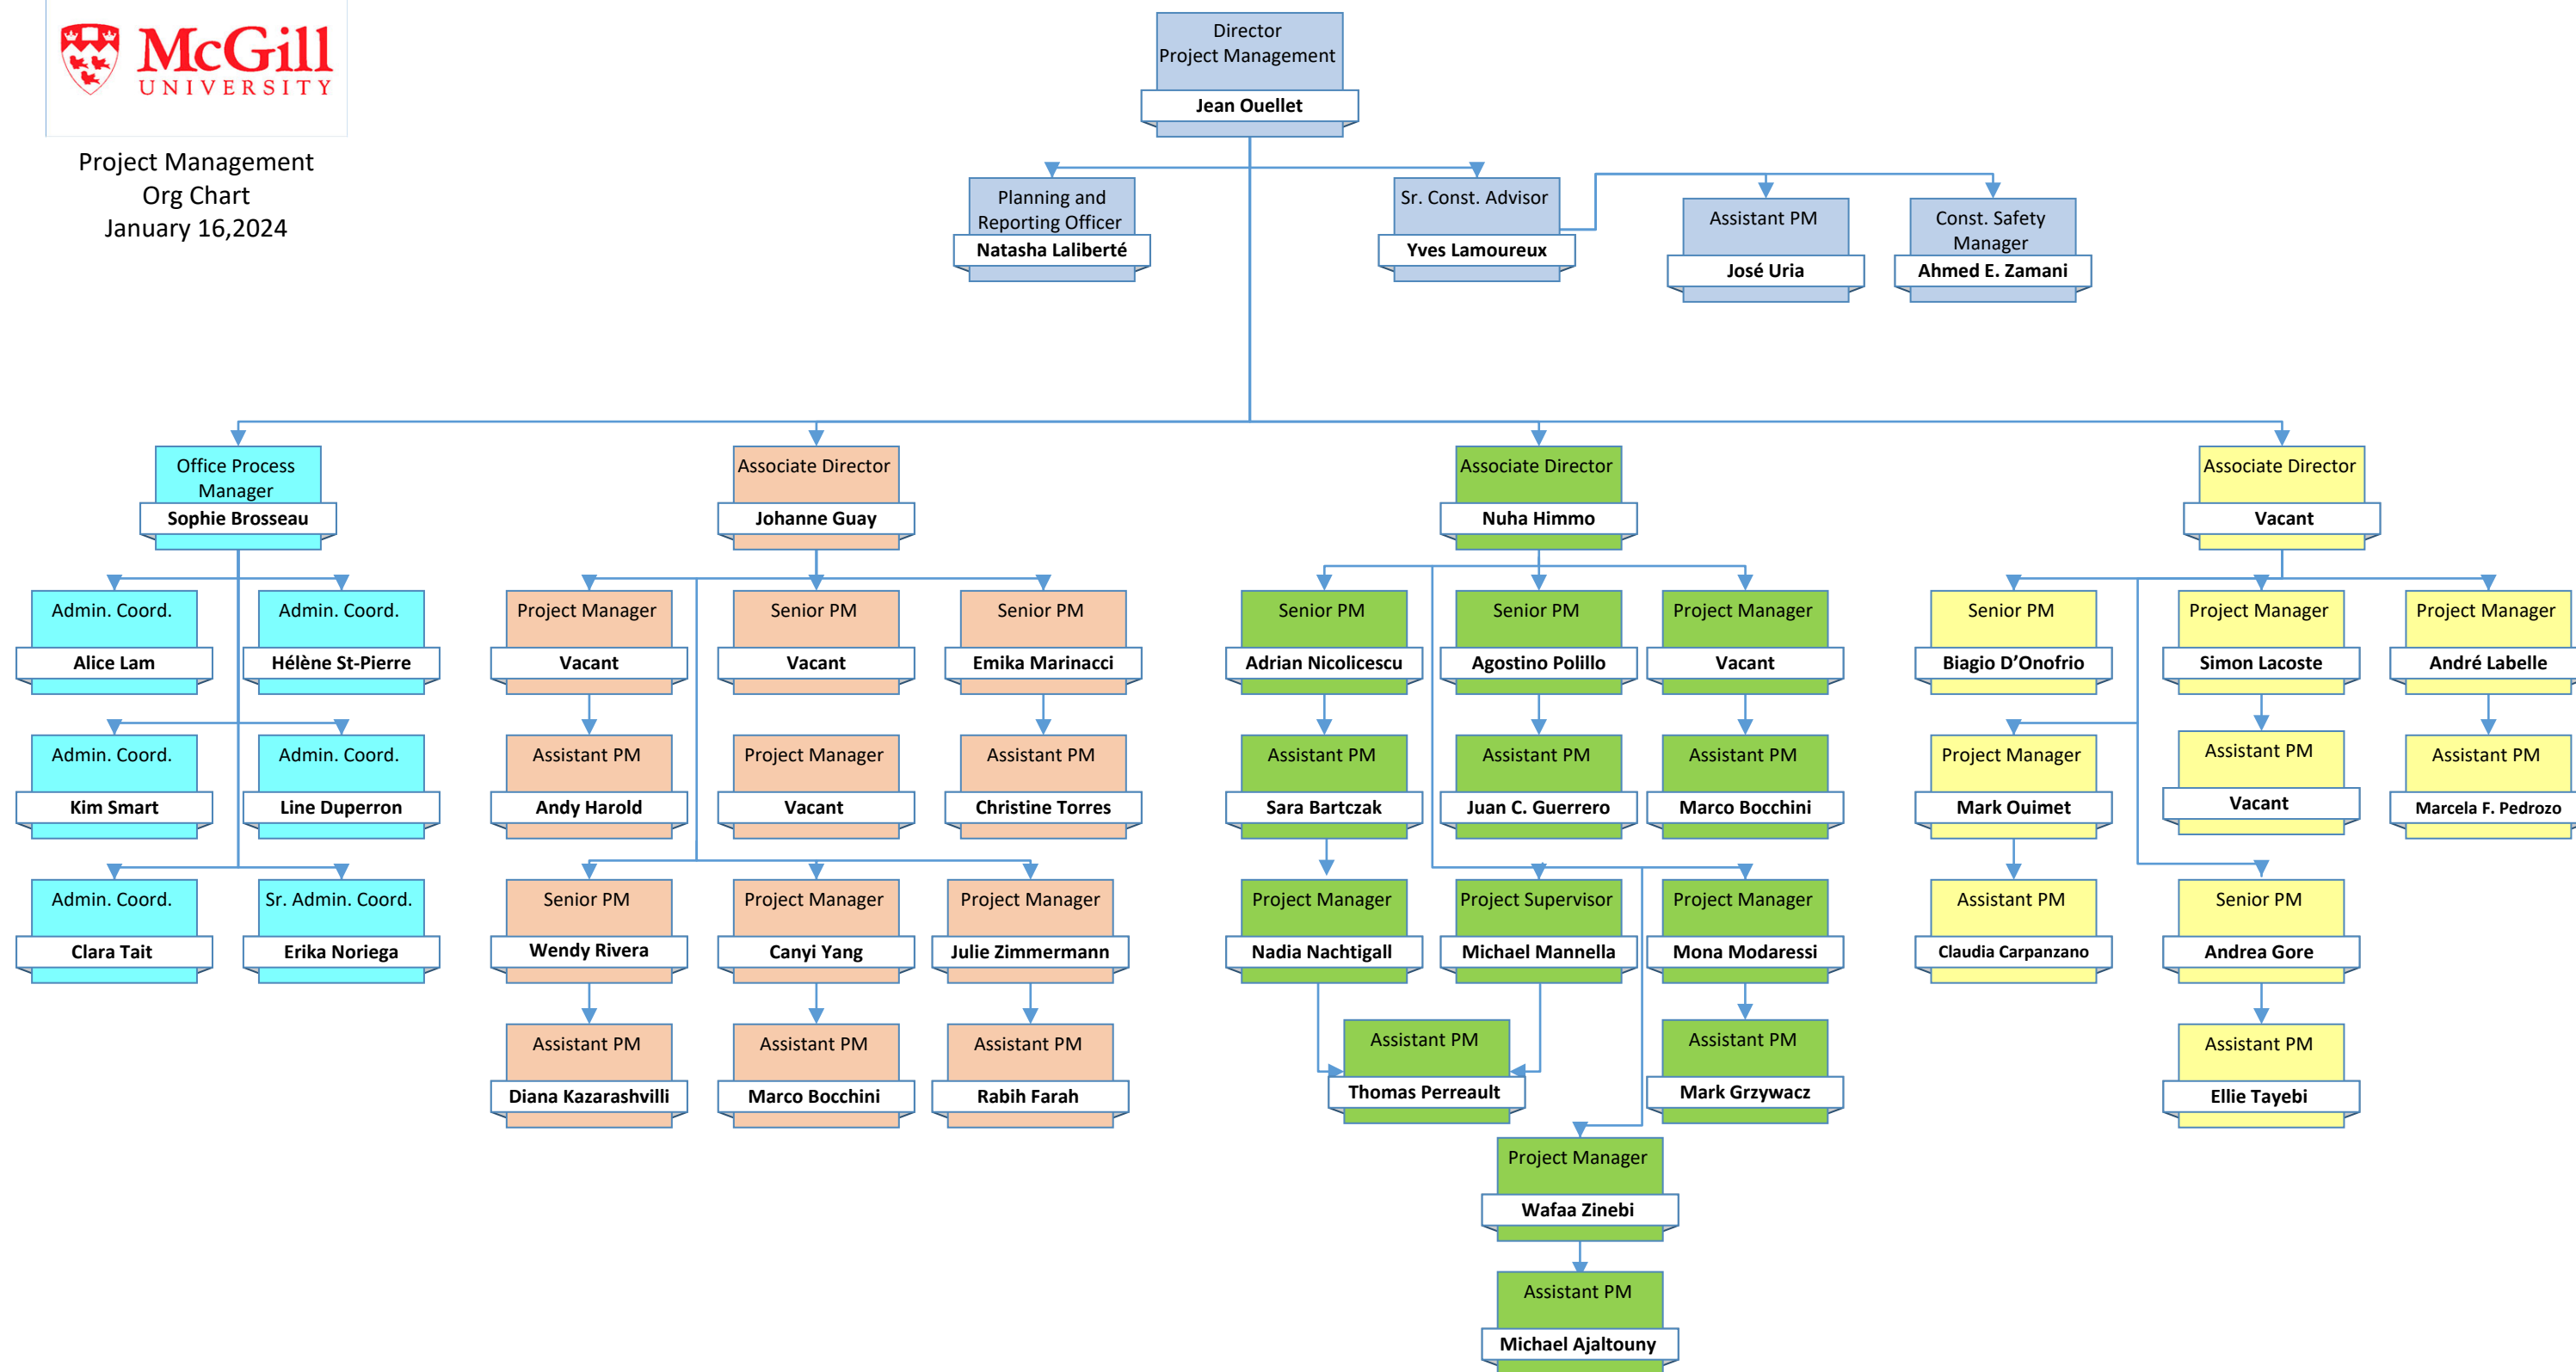 McGill
UNIVERSITY
Project Management
Org Chart
January 16,2024
Director
Project Management
Jean Ouellet
Planning and
Reporting Officer
Natasha Laliberté
Sr. Const. Advisor
Yves Lamoureux
Assistant PM
José Uria
Const. Safety
Manager
Ahmed E. Zamani
Office Process
Manager
Sophie Brosseau
Admin. Coord.
Alice Lam
Admin. Coord.
Hélène St-Pierre
Admin. Coord.
Kim Smart
Admin. Coord.
Line Duperron
Admin. Coord.
Clara Tait
Sr. Admin. Coord.
Erika Noriega
Associate Director
Johanne Guay
Project Manager
Vacant
Senior PM
Vacant
Senior PM
Emika Marinacci
Assistant PM
Andy Harold
Project Manager
Vacant
Assistant PM
Christine Torres
Senior PM
Wendy Rivera
Project Manager
Canyi Yang
Project Manager
Julie Zimmermann
Assistant PM
Diana Kazarashvilli
Assistant PM
Marco Bocchini
Assistant PM
Rabih Farah
Associate Director
Nuha Himmo
Senior PM
Adrian Nicolicescu
Senior PM
Agostino Polillo
Project Manager
Vacant
Assistant PM
Sara Bartczak
Assistant PM
Juan C. Guerrero
Assistant PM
Marco Bocchini
Project Manager
Nadia Nachtigall
Project Supervisor
Michael Mannella
Project Manager
Mona Modaressi
Assistant PM
Thomas Perreault
Assistant PM
Mark Grzywacz
Project Manager
Wafaa Zinebi
Assistant PM
Michael Ajaltouny
Associate Director
Vacant
Senior PM
Biagio D’Onofrio
Project Manager
Simon Lacoste
Project Manager
André Labelle
Project Manager
Mark Ouimet
Assistant PM
Vacant
Assistant PM
Marcela F. Pedrozo
Assistant PM
Claudia Carpanzano
Senior PM
Andrea Gore
Assistant PM
Ellie Tayebi